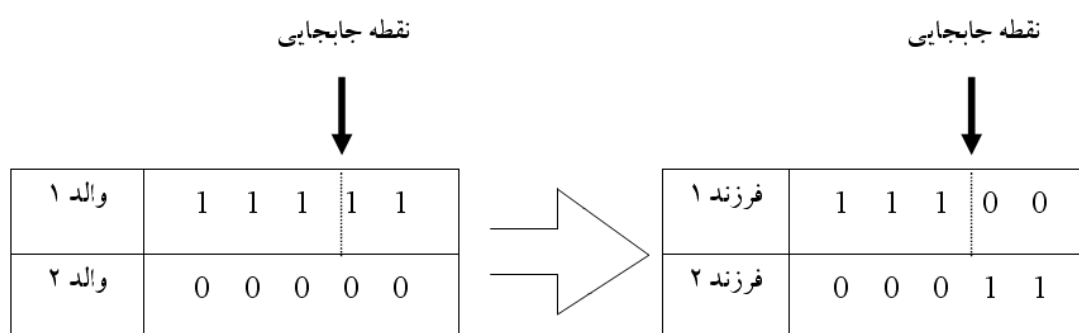 نقطه جابجایی
نقطه جابجایی
والد ۱ 1 1 1 1 1
والد ۲ 0 0 0 0 0
فرزند ۱ 1 1 1 0 0
فرزند ۲ 0 0 0 1 1